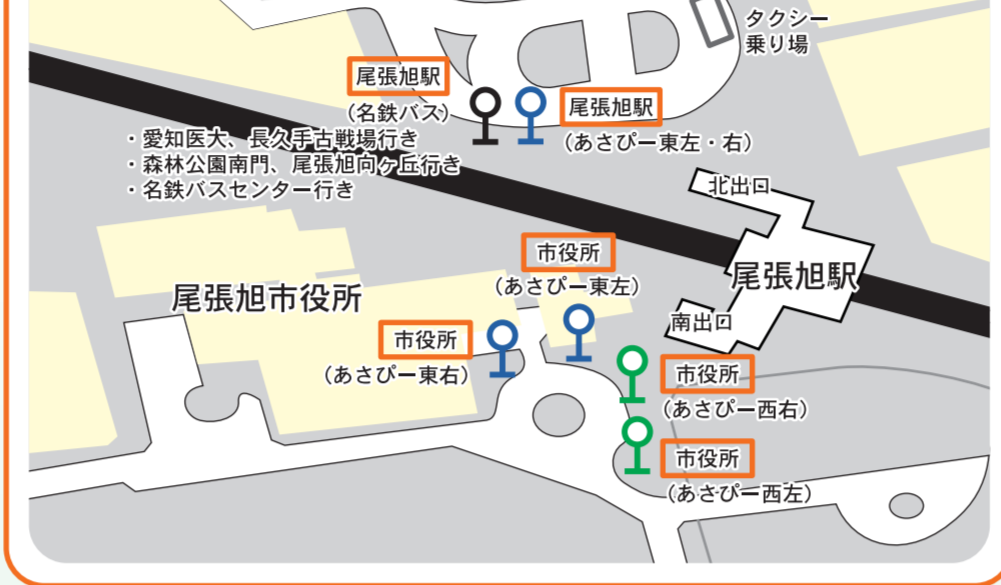 タクシー
乗り場
尾張旭駅
(名鉄バス)
・愛知医大、長久手古戦場行き
・森林公園南門、尾張旭向ヶ丘行き
・名鉄バスセンター行き
尾張旭駅
(あさぴー東左・右)
北出口
尾張旭駅
南出口
市役所
(あさぴー東左)
尾張旭市役所
市役所
(あさぴー東右)
市役所
(あさぴー西右)
市役所
(あさぴー西左)